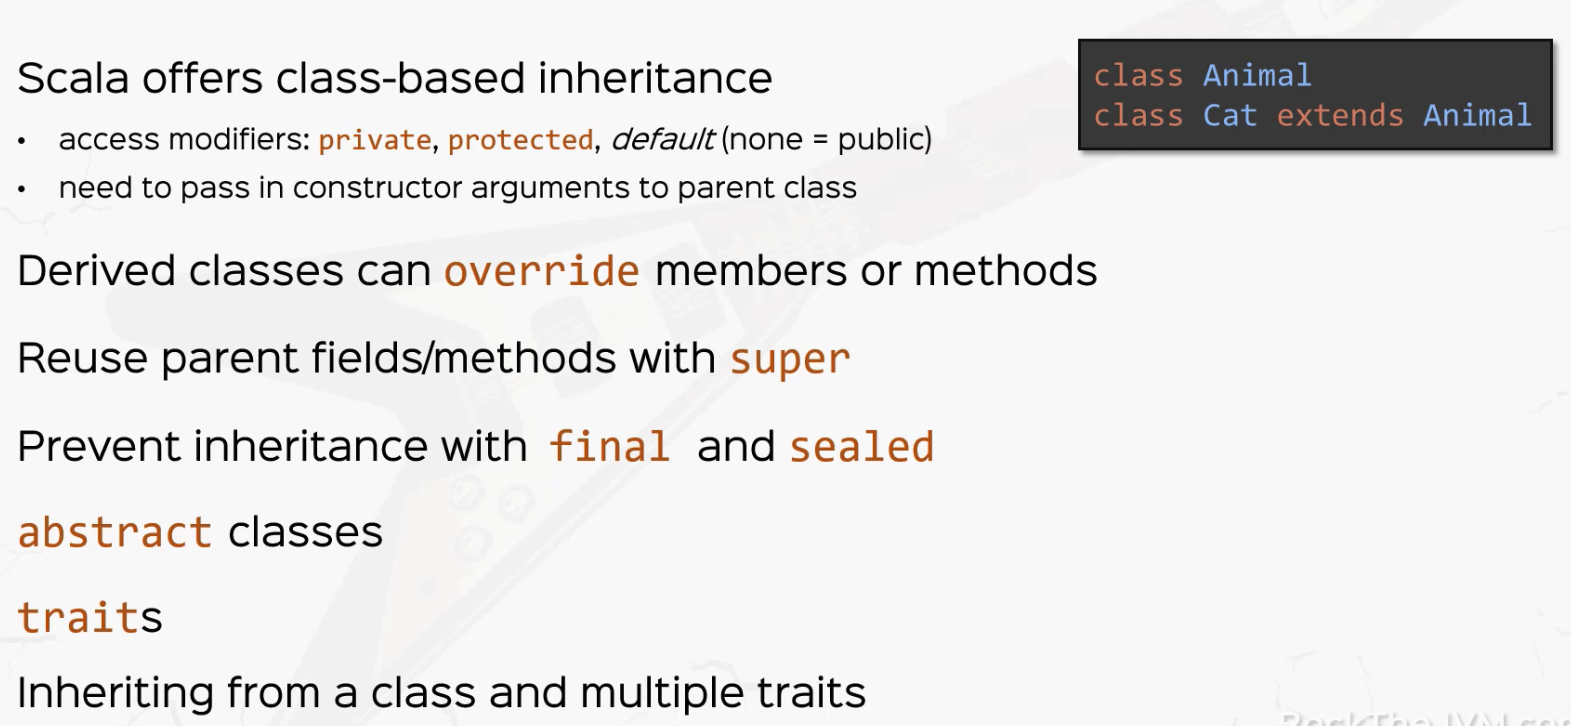 Scala offers class-based inheritance
• access modifiers: private, protected, default (none = public)
• need to pass in constructor arguments to parent class
class Animal
class Cat extends Animal
Derived classes can override members or methods
Reuse parent fields/methods with super
Prevent inheritance with final and sealed
abstract classes
traits
Inheriting from a class and multiple traits